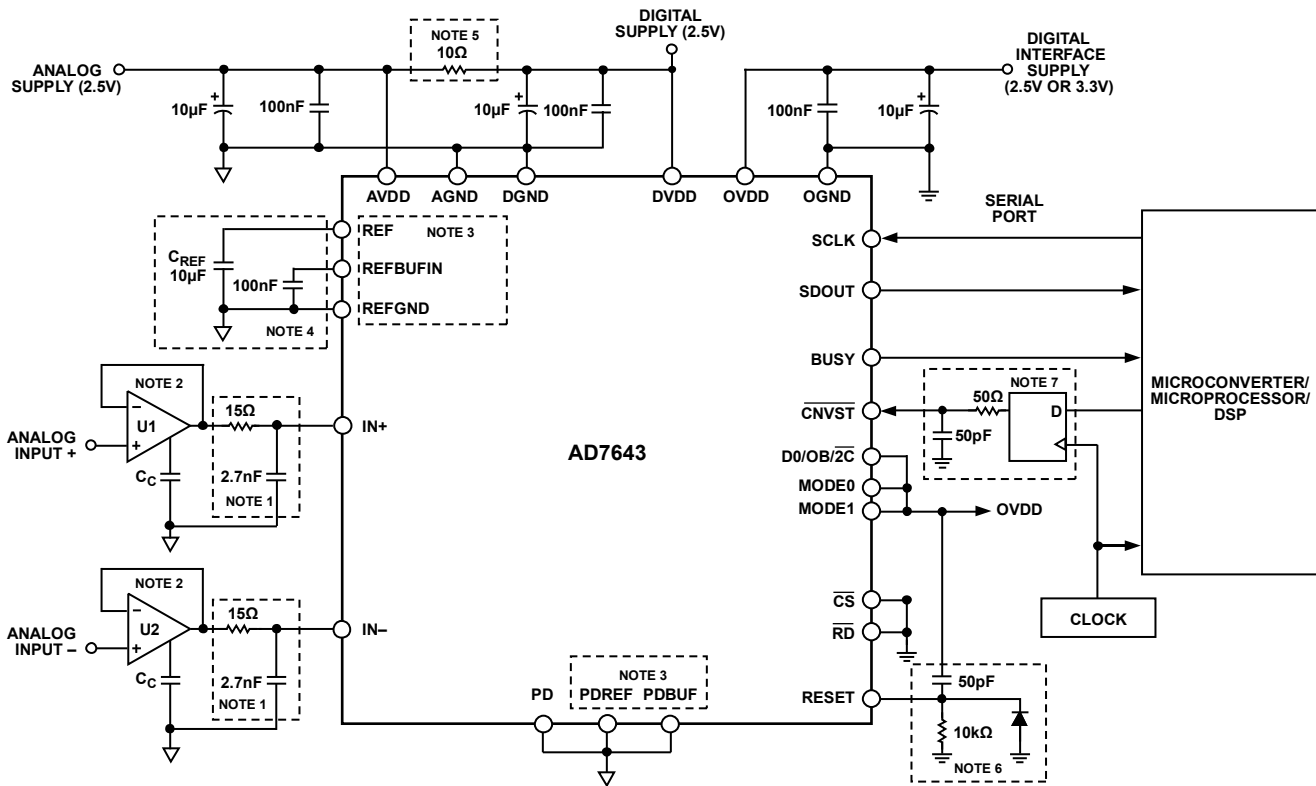 ANALOG
SUPPLY (2.5V)
NOTE 5
10Ω
DIGITAL
SUPPLY (2.5V)
DIGITAL
INTERFACE
SUPPLY
(2.5V OR 3.3V)
10µF
+
100nF
10µF
+
100nF
100nF
10µF
+
AVDD
AGND
DGND
DVDD
OVDD
OGND
SERIAL
PORT
CREF
10µF
100nF
NOTE 4
REF
REFBUFIN
REFGND
NOTE 3
SCLK
SDOUT
BUSY
CNVST
D0/OB/2C
MODE0
MODE1
CS
RD
RESET
NOTE 2
–
U1
+
ANALOG
INPUT +
CC
15Ω
2.7nF
NOTE 1
IN+
AD7643
NOTE 2
–
U2
+
ANALOG
INPUT –
CC
15Ω
2.7nF
NOTE 1
IN–
PD
NOTE 3
PDREF
PDBUF
NOTE 7
50Ω
D
50pF
OVDD
MICROCONVERTER/
MICROPROCESSOR/
DSP
CLOCK
50pF
10kΩ
NOTE 6